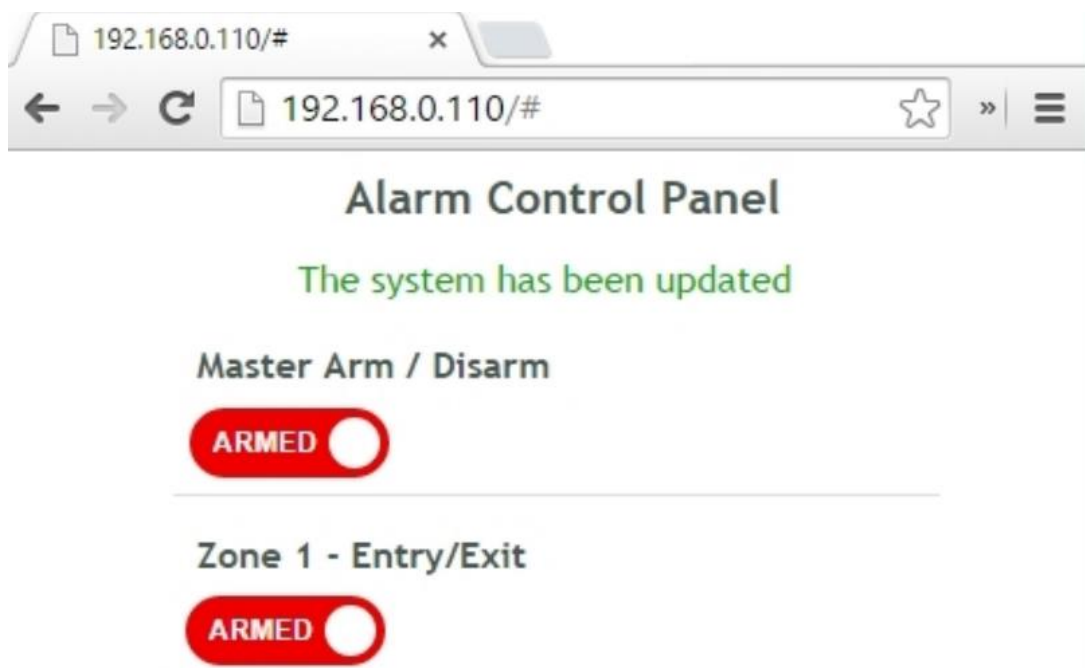 192.168.0.110/#
192.168.0.110/#
Alarm Control Panel
The system has been updated
Master Arm / Disarm
ARMED
Zone 1 - Entry/Exit
ARMED